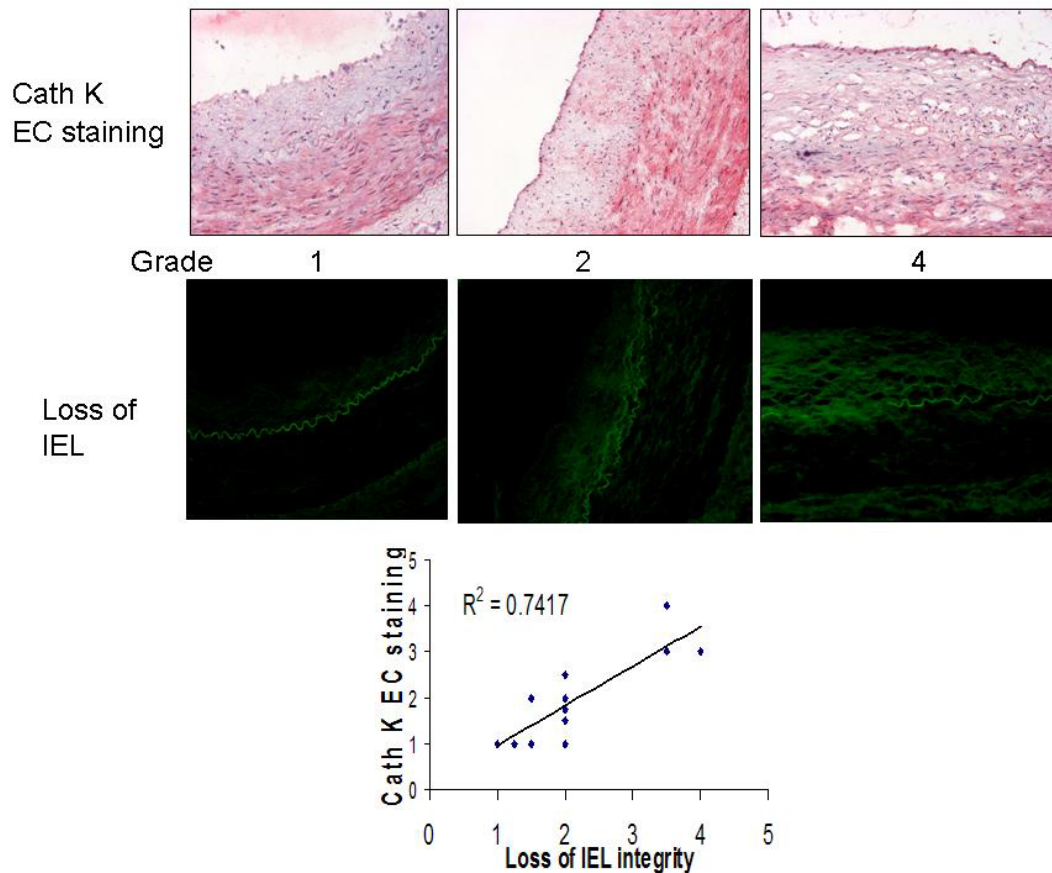 Cath K
EC staining
Grade 1 2 4
Loss of
IEL
R² = 0.7417
Cath K EC staining
5
4
3
2
1
0
0 1 2 3 4 5
Loss of IEL integrity